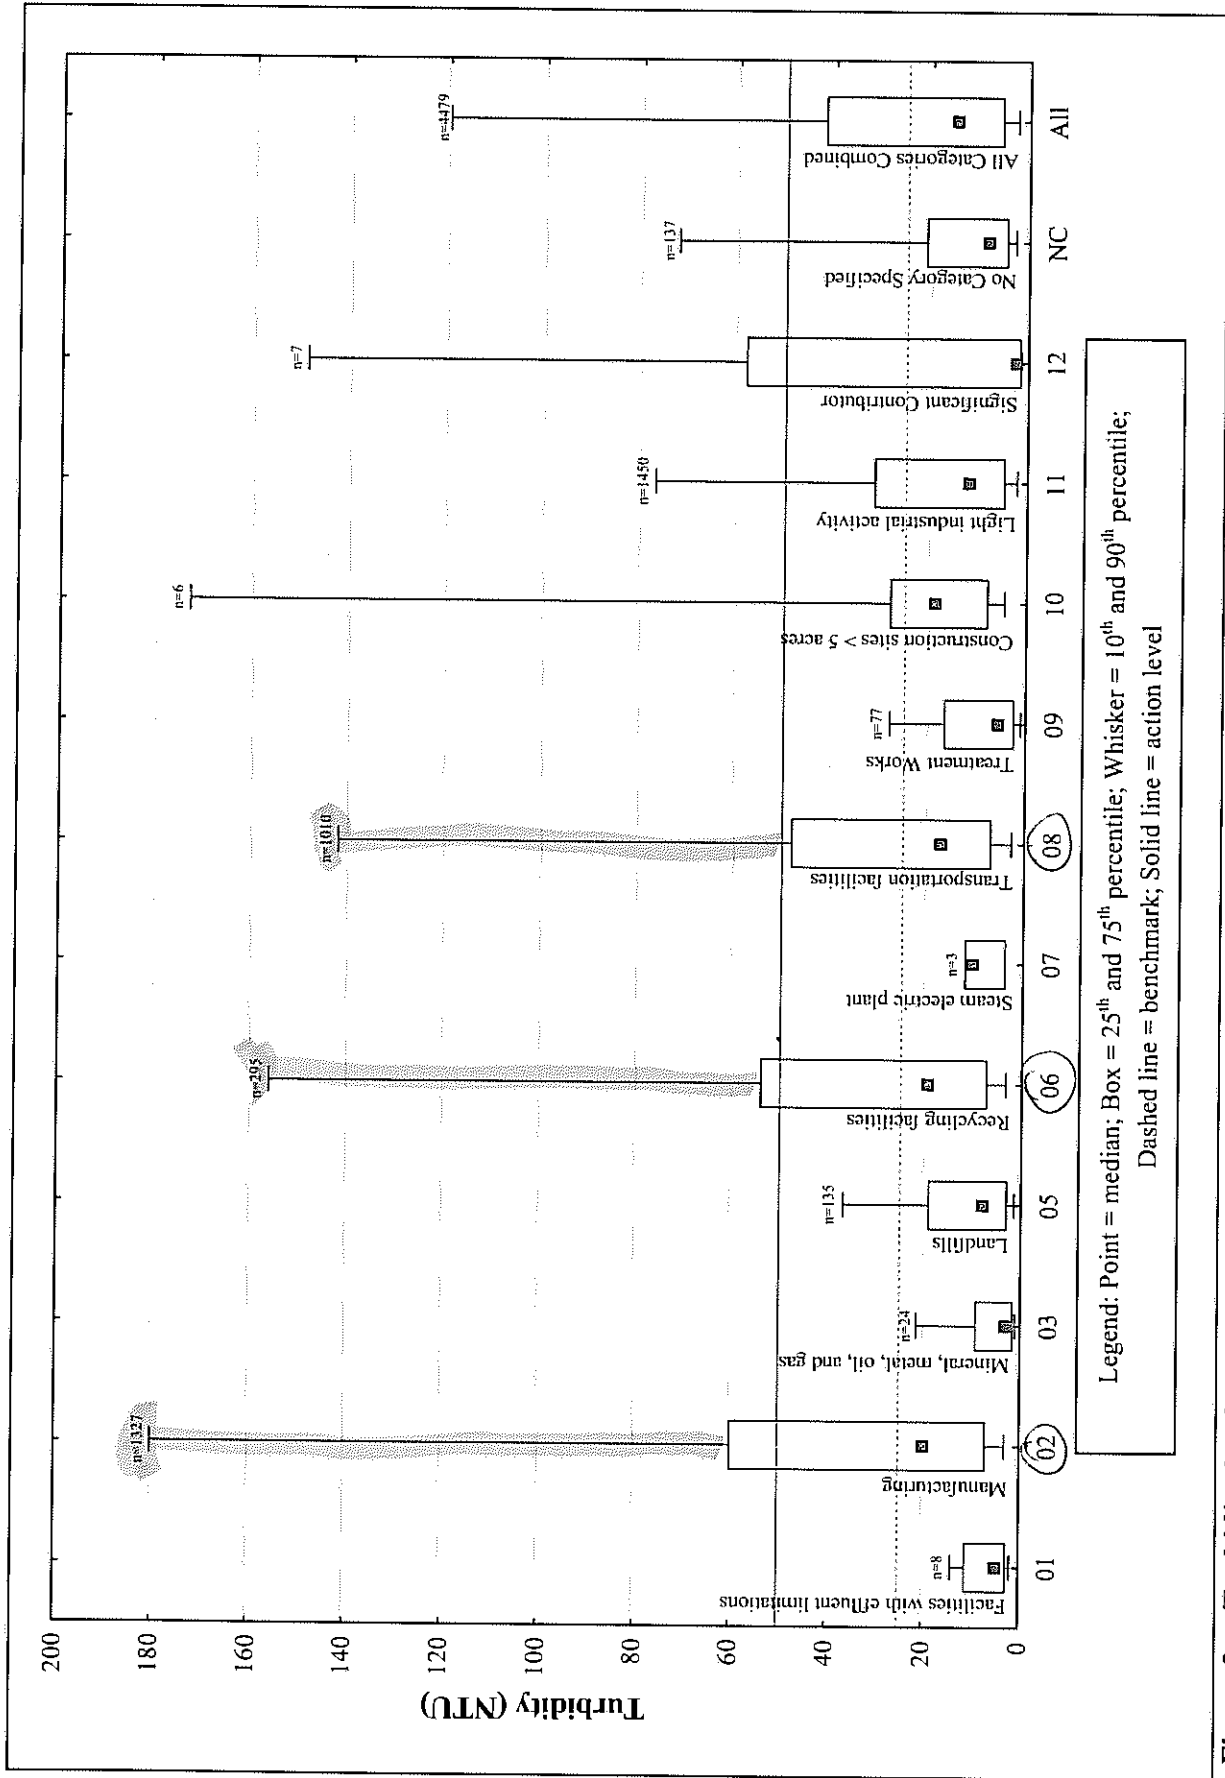 Turbidity (NTU)
200
180
160
140
120
100
80
60
40
20
0
n=8
n=1327
n=24
n=135
n=295
n=3
n=1010
n=77
n=6
n=1450
n=7
n=137
n=4479
Facilities with effluent limitations
Manufacturing
Mineral, metal, oil, and gas
Landfills
Recycling facilities
Steam electric plant
Transportation facilities
Treatment Works
Construction sites > 5 acres
Light industrial activity
Significant Contributor
No Category Specified
All Categories Combined
01 02 03 05 06 07 08 09 10 11 12 NC All
Legend: Point = median; Box = 25th and 75th percentile; Whisker = 10th and 90th percentile;
Dashed line = benchmark; Solid line = action level